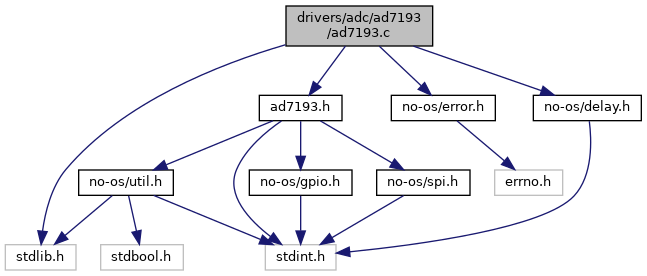 drivers/adc/ad7193
/ad7193.c
ad7193.h
no-os/error.h
no-os/delay.h
no-os/util.h
no-os/gpio.h
no-os/spi.h
errno.h
stdlib.h
stdbool.h
stdint.h